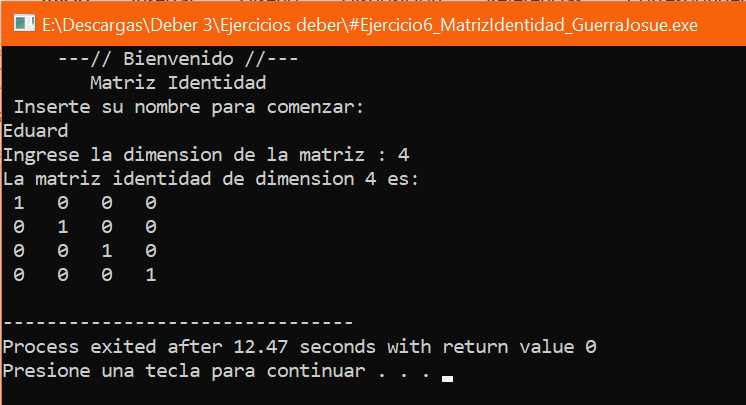 E:\Descargas\Deber 3\Ejercicios deber\#Ejercicio6_MatrizIdentidad_GuerraJosue.exe
---// Bienvenido //---
Matriz Identidad
Inserte su nombre para comenzar:
Eduard
Ingrese la dimension de la matriz : 4
La matriz identidad de dimension 4 es:
1 0 0 0
0 1 0 0
0 0 1 0
0 0 0 1
--------------------------------
Process exited after 12.47 seconds with return value 0
Presione una tecla para continuar . . .